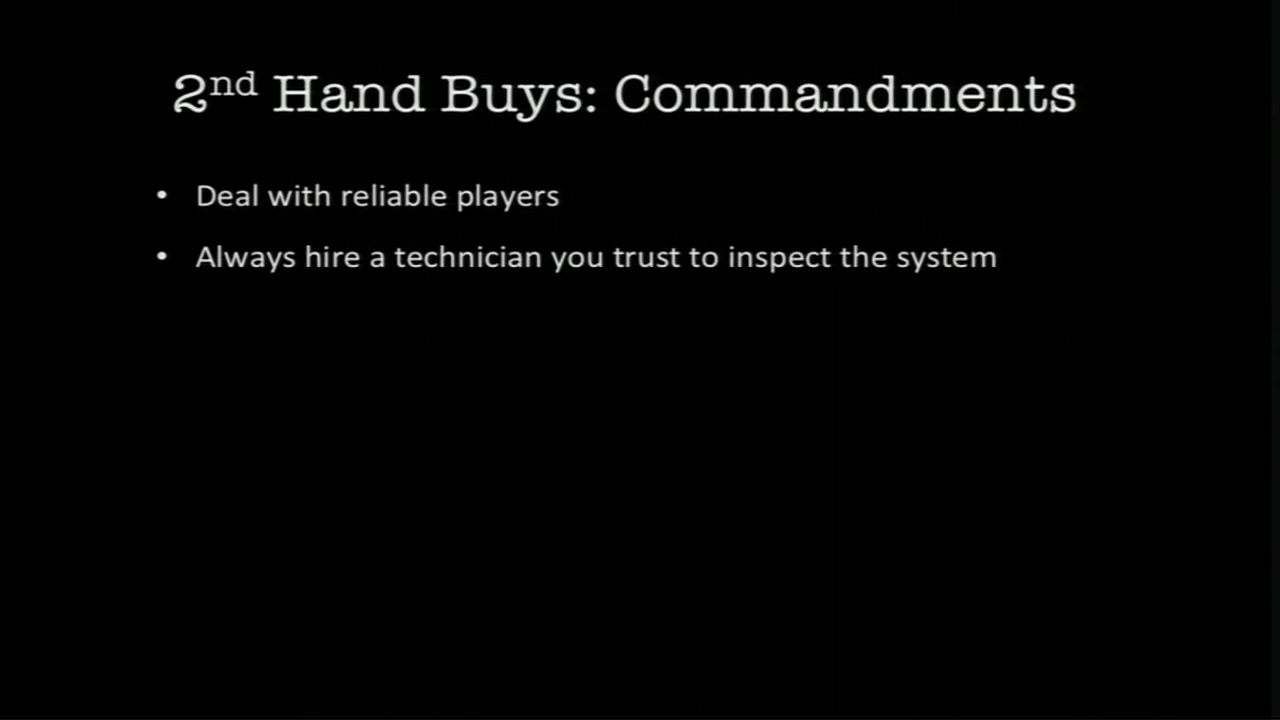 2nd Hand Buys: Commandments
• Deal with reliable players
• Always hire a technician you trust to inspect the system